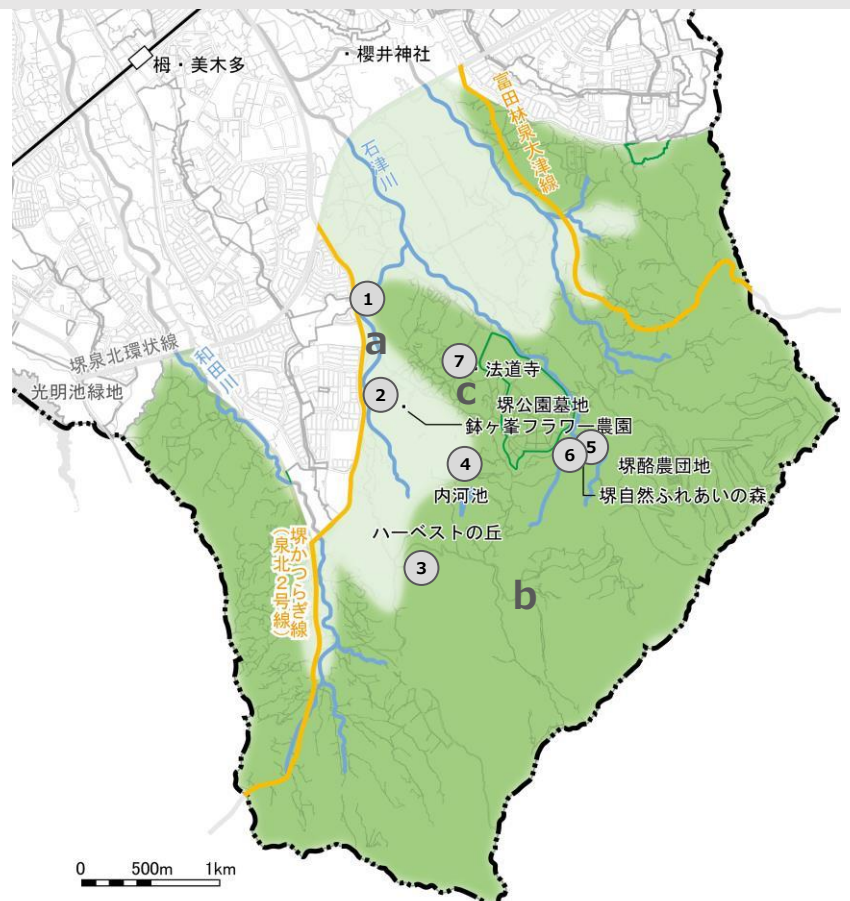 栂・美木多
・櫻井神社
富田林泉大津線
石津川
1
a
堺泉北環状線
和田川
光明池緑地
7
法道寺
c
2
堺公園墓地
鉢ヶ峯フラワー農園
4
6
5
堺酪農団地
堺自然ふれあいの森
内河池
ハーベストの丘
3
b
堺かつらぎ線
(泉北2号線)
0 500m 1km